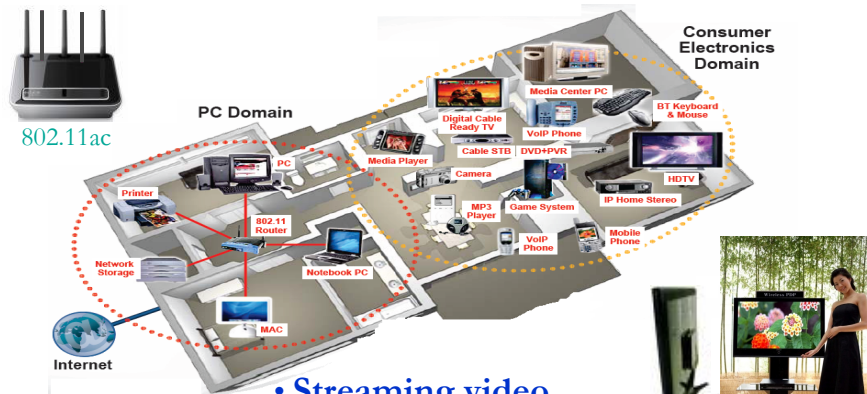 Consumer
Electronics
Domain
PC Domain
802.11ac
Media Center PC
BT Keyboard
& Mouse
Digital Cable
Ready TV
VoIP Phone
Media Player
Cable STB
DVD+PVR
HDTV
PC
Camera
IP Home Stereo
Printer
MP3
Player
Game System
802.11
Router
VoIP
Phone
Mobile
Phone
Network
Storage
Notebook PC
Wireless PDP
MAC
Internet
• Streaming video